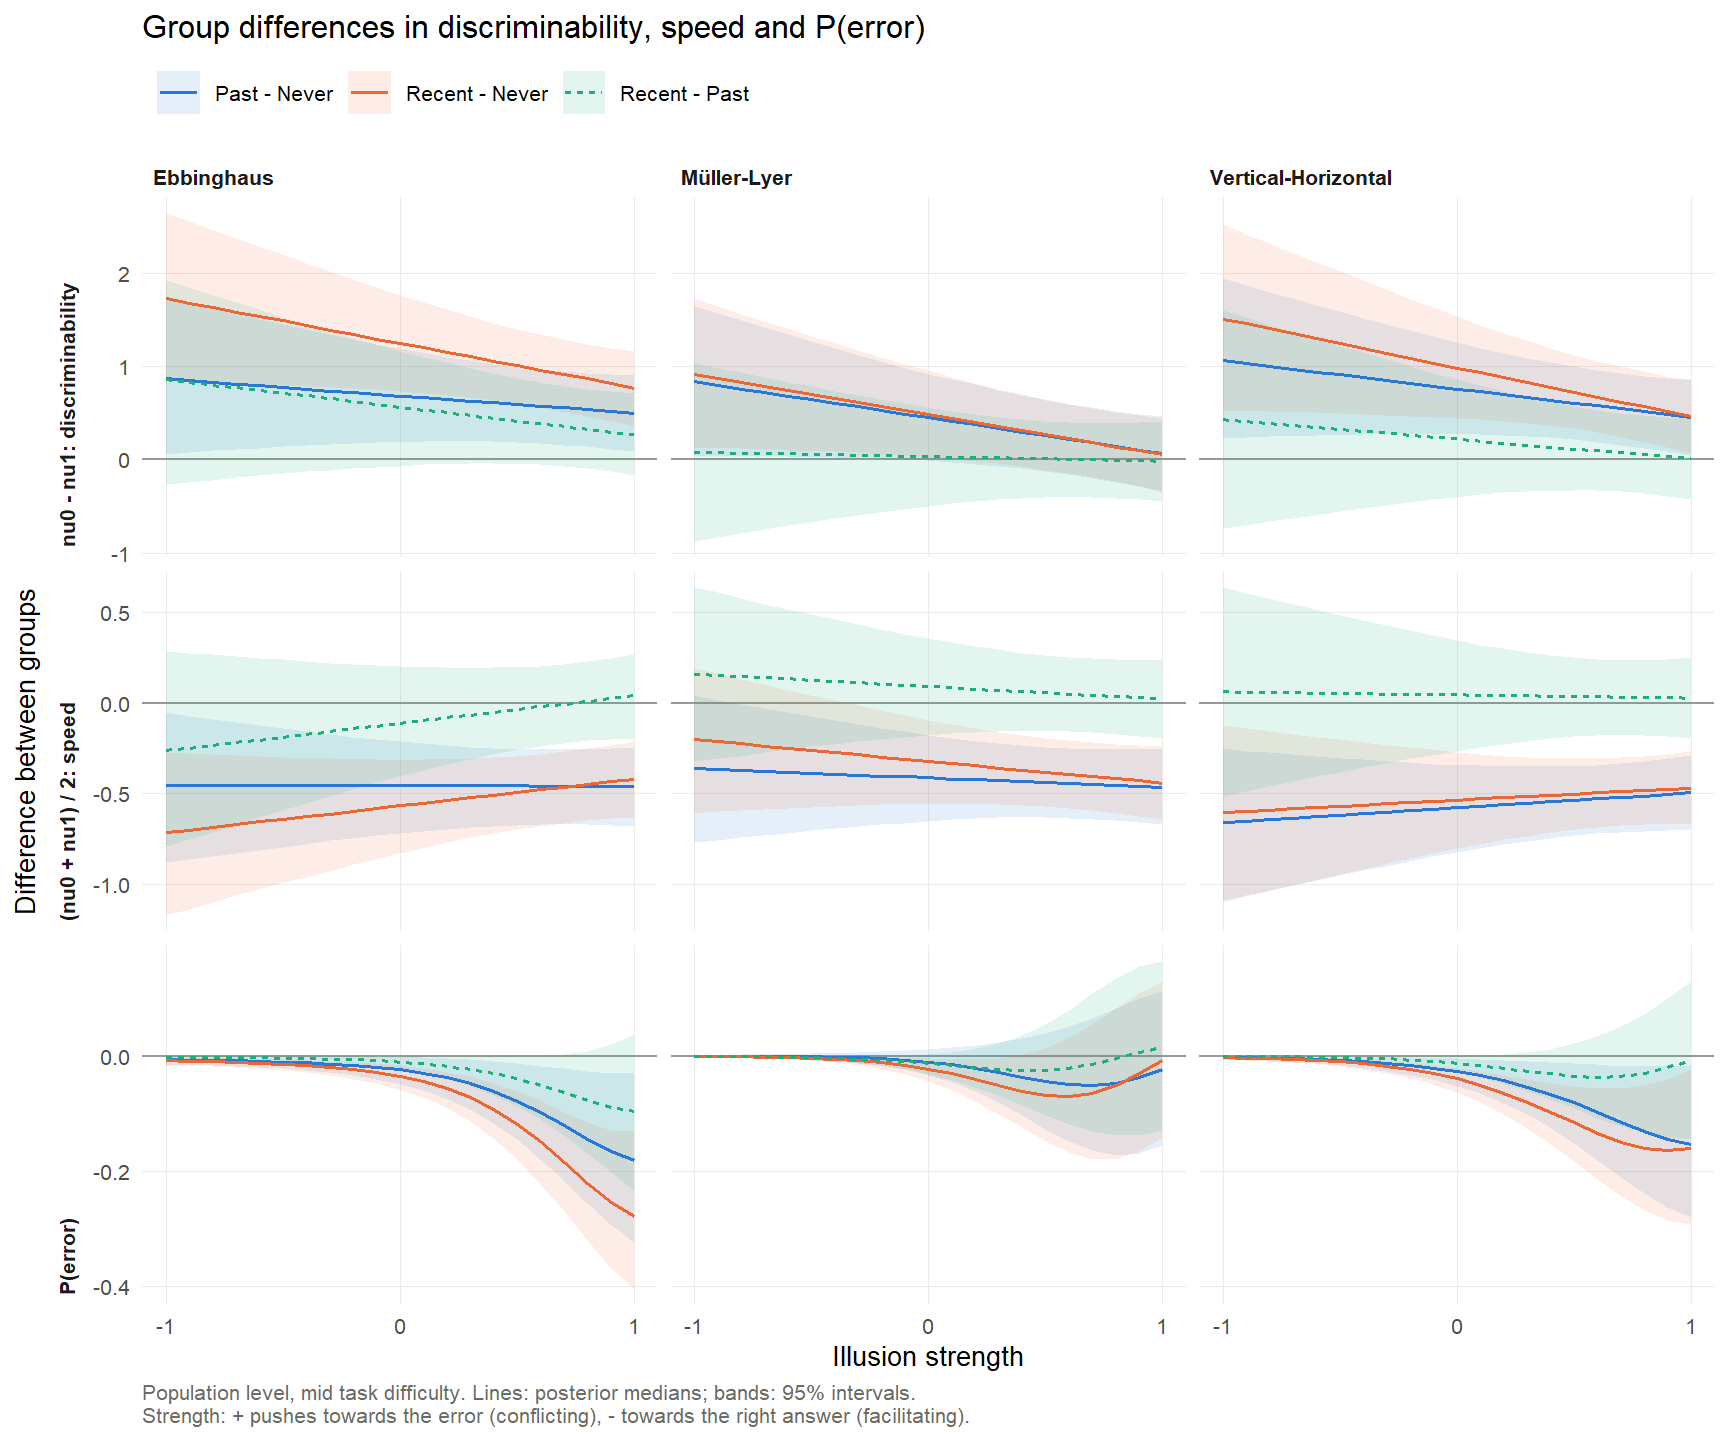 Group differences in discriminability, speed and P(error)
Past - Never
Recent - Never
Recent - Past
Ebbinghaus
Müller-Lyer
Vertical-Horizontal
Difference between groups
nu0 - nu1: discriminability
2
1
0
-1
(nu0 + nu1) / 2: speed
0.5
0.0
-0.5
-1.0
P(error)
0.0
-0.2
-0.4
-1 0 1
-1 0 1
-1 0 1
Illusion strength
Population level, mid task difficulty. Lines: posterior medians; bands: 95% intervals.
Strength: + pushes towards the error (conflicting), - towards the right answer (facilitating).